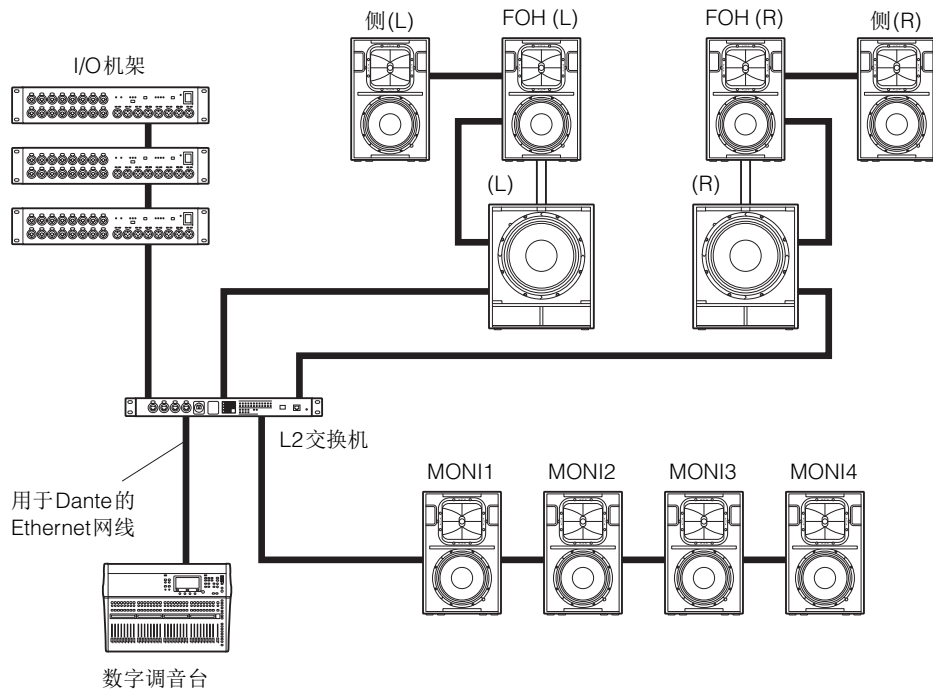 侧(L)
FOH (L)
FOH (R)
侧(R)
I/O机架
(L)
(R)
L2交换机
用于Dante的
Ethernet网线
MONI1
MONI2
MONI3
MONI4
数字调音台